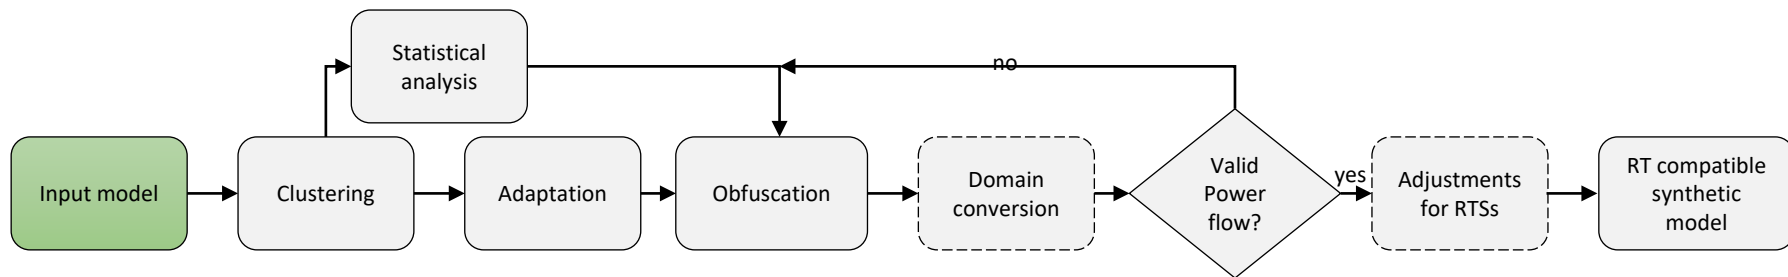 Statistical
analysis
no
Input model
Clustering
Adaptation
Obfuscation
Domain
conversion
Valid
Power
flow?
yes
Adjustments
for RTSs
RT compatible
synthetic
model